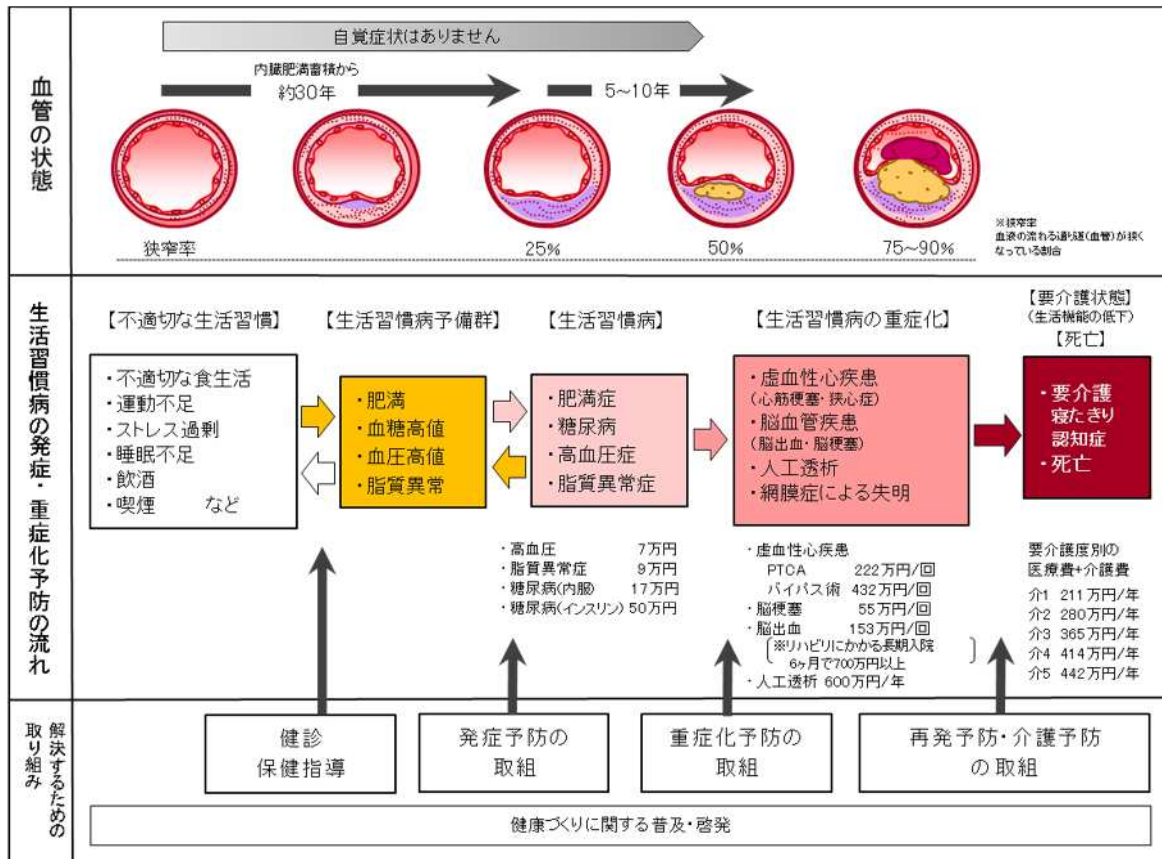 血管の状態
自覚症状はありません
内臓肥満蓄積から
約30年
5～10年
狭窄率
25%
50%
75～90%
※狭窄率
血液の流れる通り道(血管)が狭く
なっている割合
生活習慣病の発症・重症化予防の流れ
【不適切な生活習慣】
・不適切な食生活
・運動不足
・ストレス過剰
・睡眠不足
・飲酒
・喫煙 など
【生活習慣病予備群】
・肥満
・血糖高値
・血圧高値
・脂質異常
【生活習慣病】
・肥満症
・糖尿病
・高血圧症
・脂質異常症
・高血圧 7万円
・脂質異常症 9万円
・糖尿病(内服) 17万円
・糖尿病(インスリン) 50万円
【生活習慣病の重症化】
・虚血性心疾患
(心筋梗塞・狭心症)
・脳血管疾患
(脳出血・脳梗塞)
・人工透析
・網膜症による失明
・虚血性心疾患
PTCA 222万円/回
バイパス術 432万円/回
・脳梗塞 55万円/回
・脳出血 153万円/回
※リハビリにかかる長期入院
6ヶ月で700万円以上
・人工透析 600万円/年
【要介護状態】
(生活機能の低下)
【死亡】
・要介護
寝たきり
認知症
・死亡
要介護度別の
医療費+介護費
介1 211万円/年
介2 280万円/年
介3 365万円/年
介4 414万円/年
介5 442万円/年
解決するための
取り組み
健診
保健指導
発症予防の
取組
重症化予防の
取組
再発予防・介護予防
の取組
健康づくりに関する普及・啓発